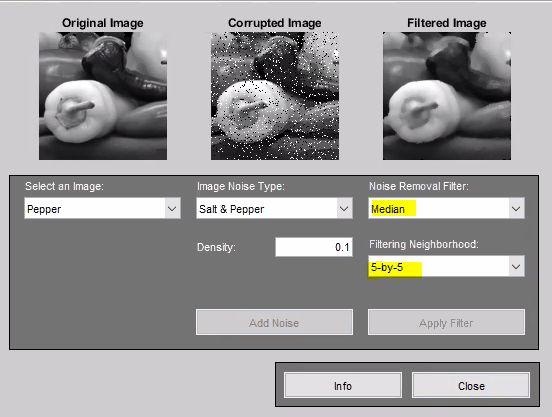 Original Image
Corrupted Image
Filtered Image
Select an Image:
Image Noise Type:
Noise Removal Filter:
Pepper
Salt & Pepper
Median
Density:
0.1
Filtering Neighborhood:
5-by-5
Add Noise
Apply Filter
Info
Close